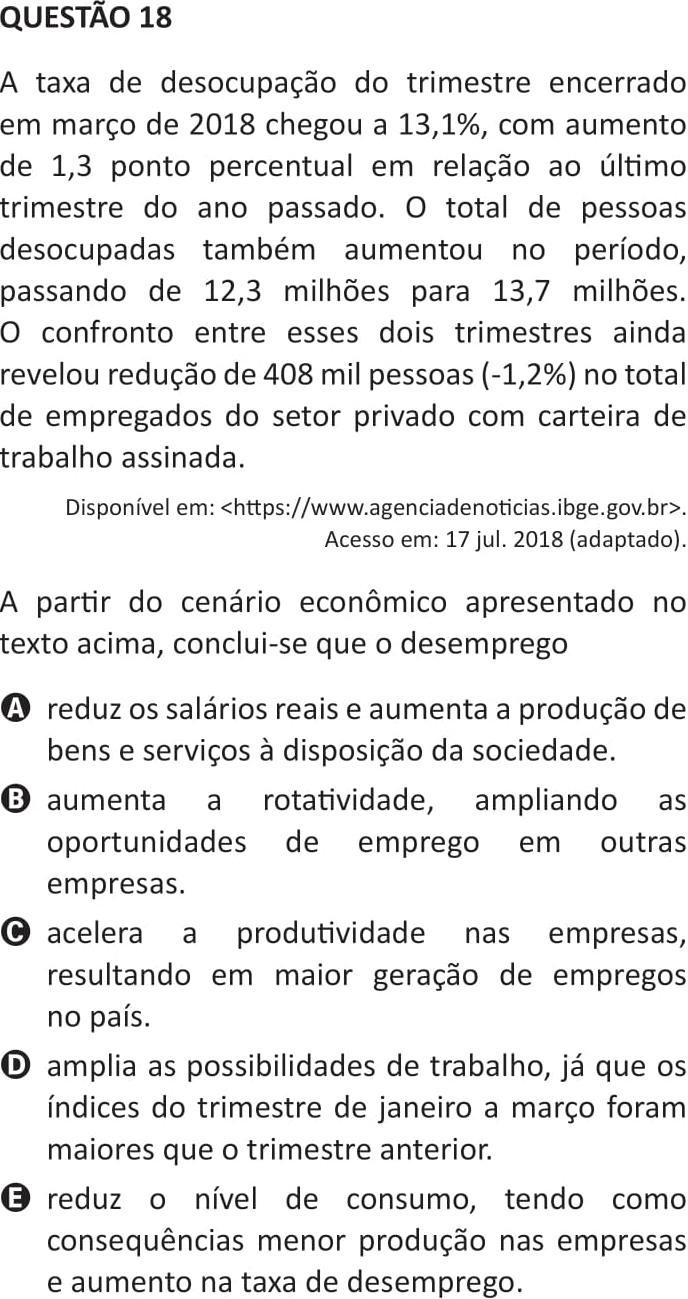 QUESTÃO 18
A taxa de desocupação do trimestre encerrado
em março de 2018 chegou a 13,1%, com aumento
de 1,3 ponto percentual em relação ao último
trimestre do ano passado. O total de pessoas
desocupadas também aumentou no período,
passando de 12,3 milhões para 13,7 milhões.
O confronto entre esses dois trimestres ainda
revelou redução de 408 mil pessoas (-1,2%) no total
de empregados do setor privado com carteira de
trabalho assinada.
Disponível em: <https://www.agenciadenoticias.ibge.gov.br>.
Acesso em: 17 jul. 2018 (adaptado).
A partir do cenário econômico apresentado no
texto acima, conclui-se que o desemprego
A reduz os salários reais e aumenta a produção de
bens e serviços à disposição da sociedade.
B aumenta a rotatividade, ampliando as
oportunidades de emprego em outras
empresas.
C acelera a produtividade nas empresas,
resultando em maior geração de empregos
no país.
D amplia as possibilidades de trabalho, já que os
índices do trimestre de janeiro a março foram
maiores que o trimestre anterior.
E reduz o nível de consumo, tendo como
consequências menor produção nas empresas
e aumento na taxa de desemprego.